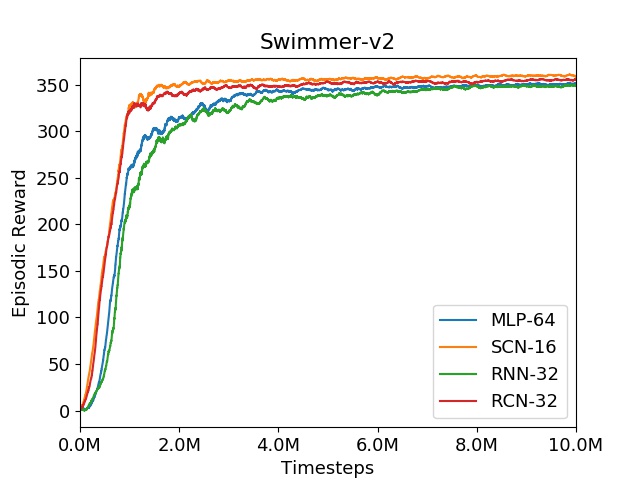 Swimmer-v2
Episodic Reward
350
300
250
200
150
100
50
0
MLP-64
SCN-16
RNN-32
RCN-32
0.0M 2.0M 4.0M 6.0M 8.0M 10.0M
Timesteps